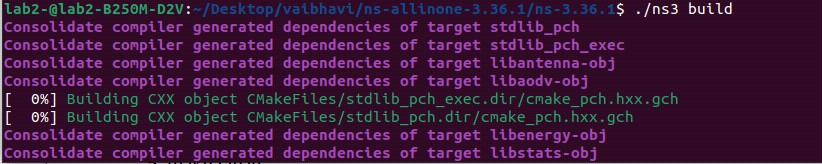 lab2-@lab2-B250M-D2V:~/Desktop/vaibhavi/ns-allinone-3.36.1/ns-3.36.1$ ./ns3 build
Consolidate compiler generated dependencies of target stdlib_pch
Consolidate compiler generated dependencies of target stdlib_pch_exec
Consolidate compiler generated dependencies of target libantenna-obj
Consolidate compiler generated dependencies of target libaodv-obj
[  0%] Building CXX object CMakeFiles/stdlib_pch_exec.dir/cmake_pch.hxx.gch
[  0%] Building CXX object CMakeFiles/stdlib_pch.dir/cmake_pch.hxx.gch
Consolidate compiler generated dependencies of target libenergy-obj
Consolidate compiler generated dependencies of target libstats-obj